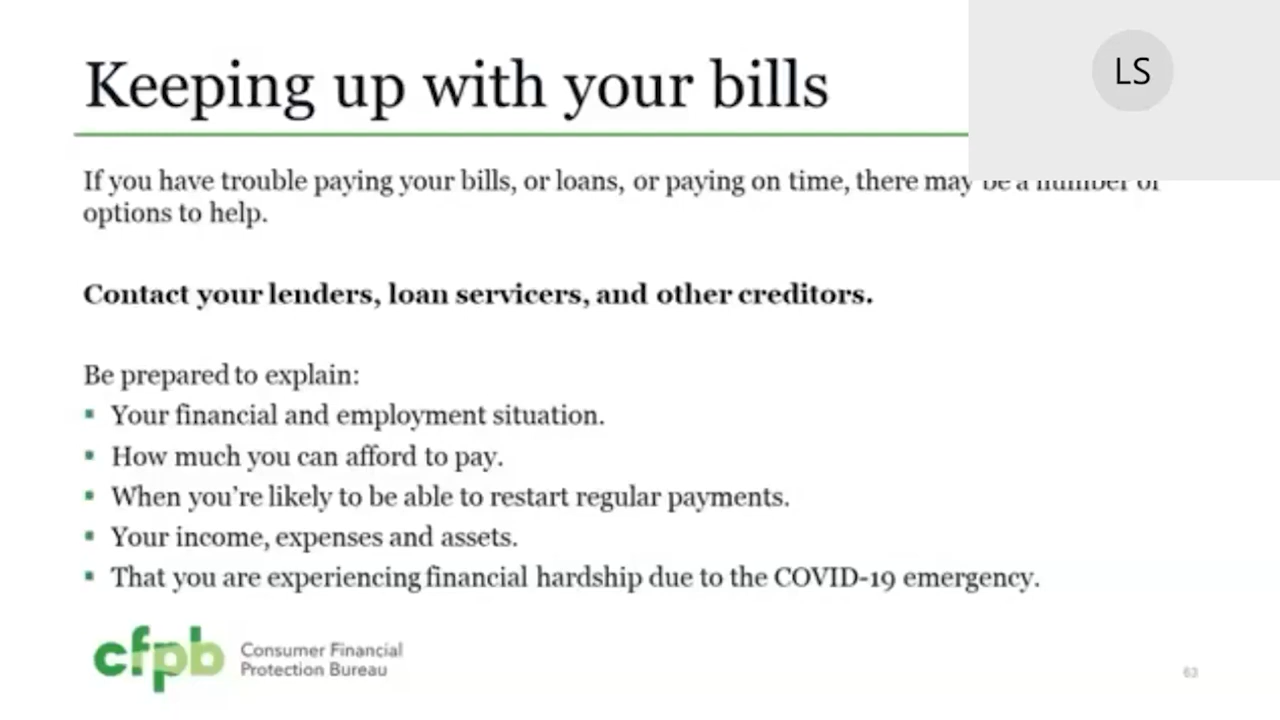 Keeping up with your bills
LS
If you have trouble paying your bills, or loans, or paying on time, there may be a number of
options to help.
Contact your lenders, loan servicers, and other creditors.
Be prepared to explain:
Your financial and employment situation.
How much you can afford to pay.
When you're likely to be able to restart regular payments.
Your income, expenses and assets.
That you are experiencing financial hardship due to the COVID-19 emergency.
cfpb Consumer Financial
Protection Bureau
63